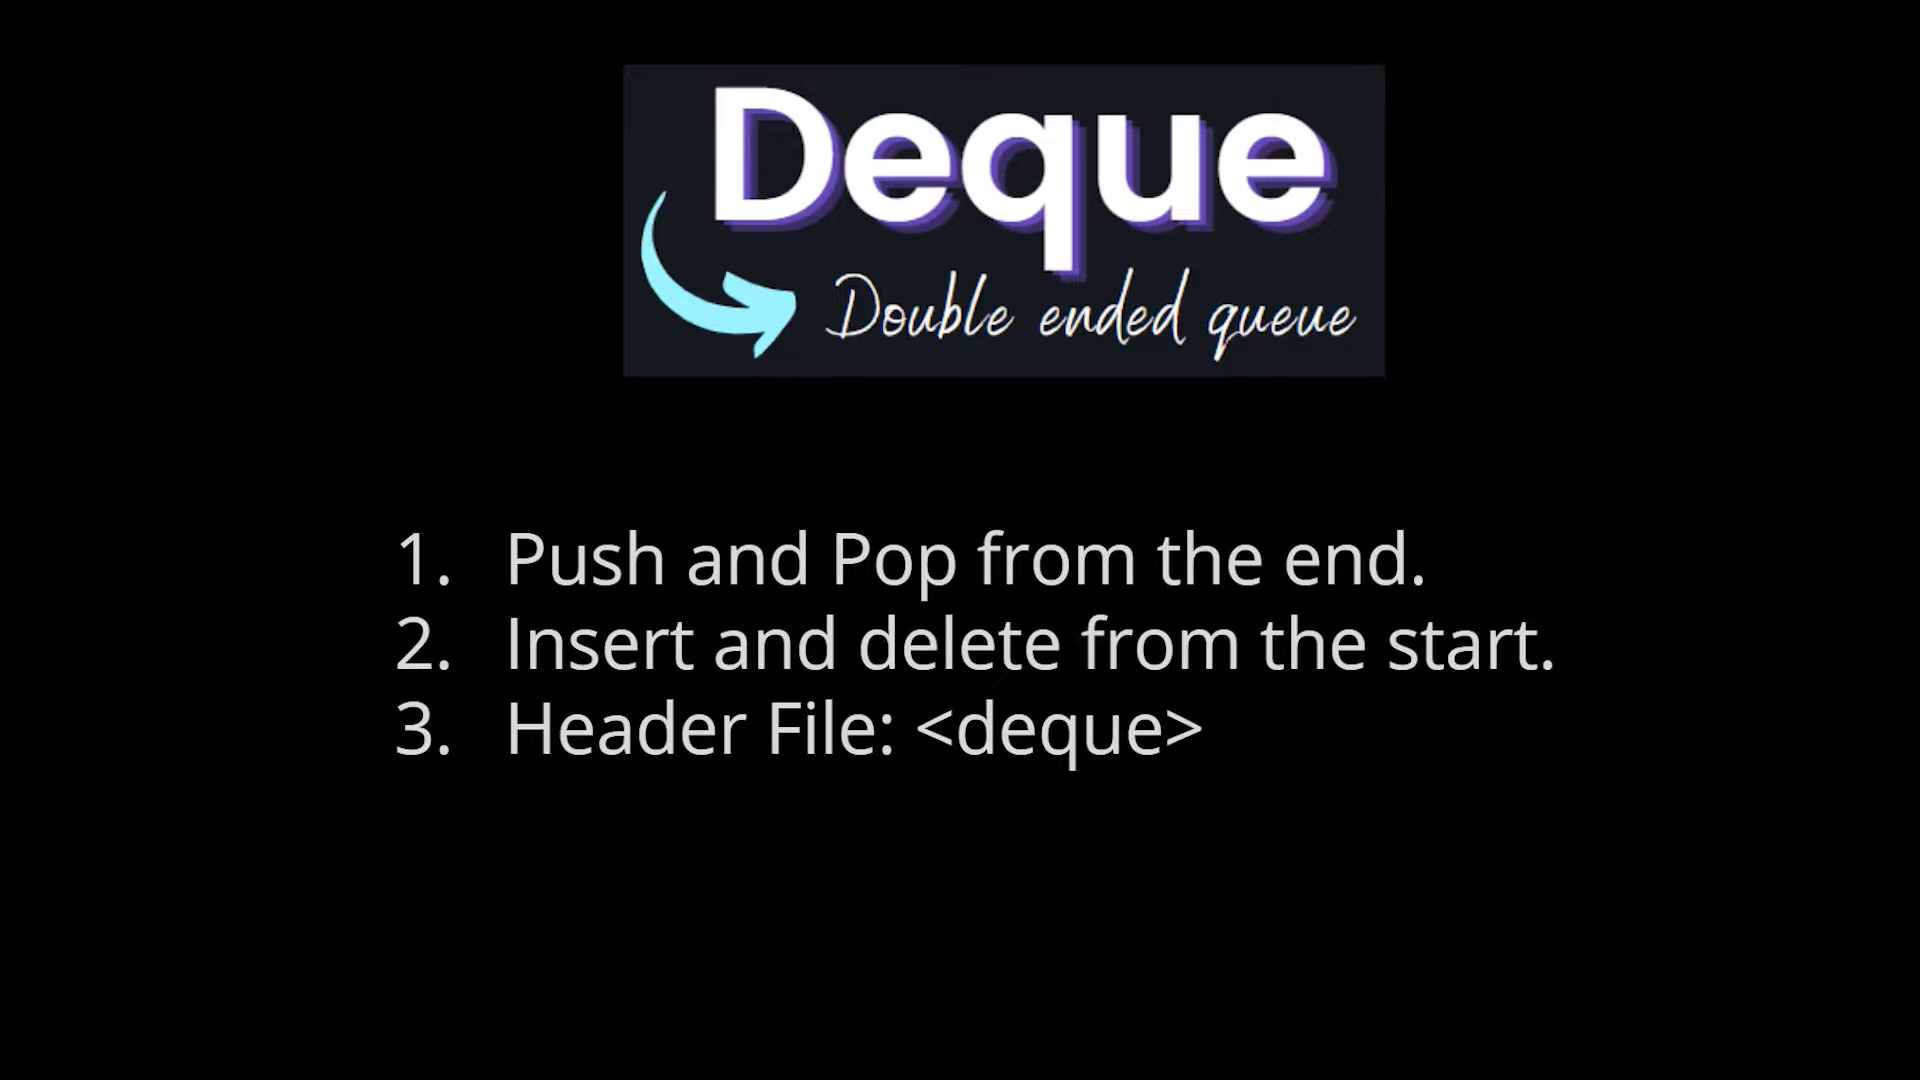 Deque
Double ended queue
1. Push and Pop from the end.
2. Insert and delete from the start.
3. Header File: <deque>